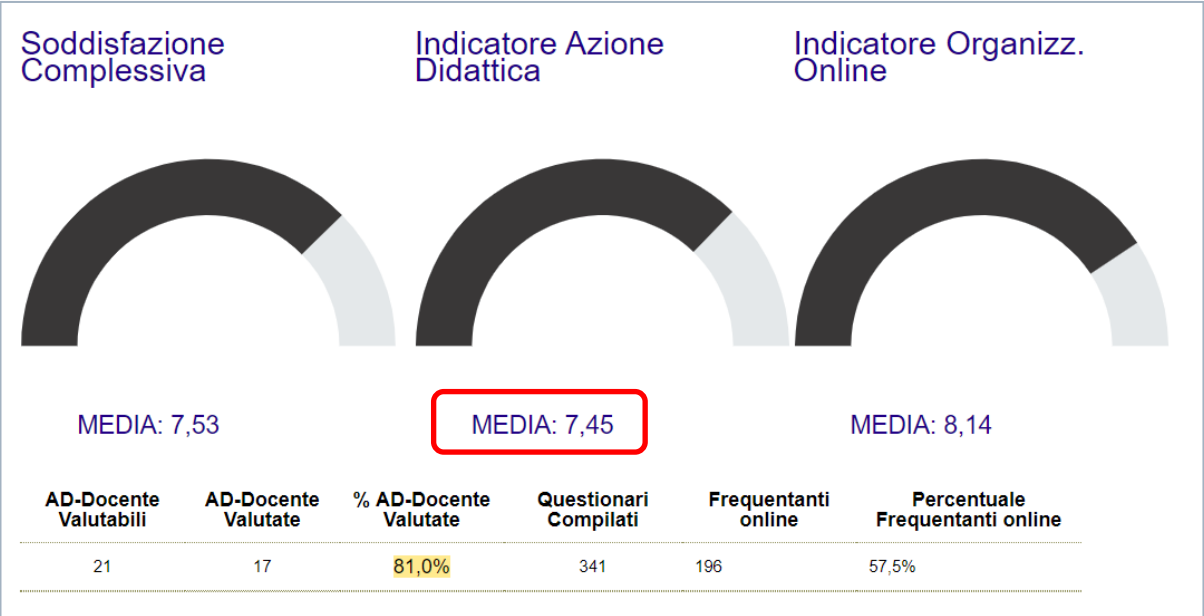 Soddisfazione
Complessiva
Indicatore Azione
Didattica
Indicatore Organizz.
Online
MEDIA: 7,53
MEDIA: 7,45
MEDIA: 8,14
AD-Docente
Valutabili
AD-Docente
Valutate
% AD-Docente
Valutate
Questionari
Compilati
Frequentanti
online
Percentuale
Frequentanti online
21
17
81,0%
341
196
57,5%